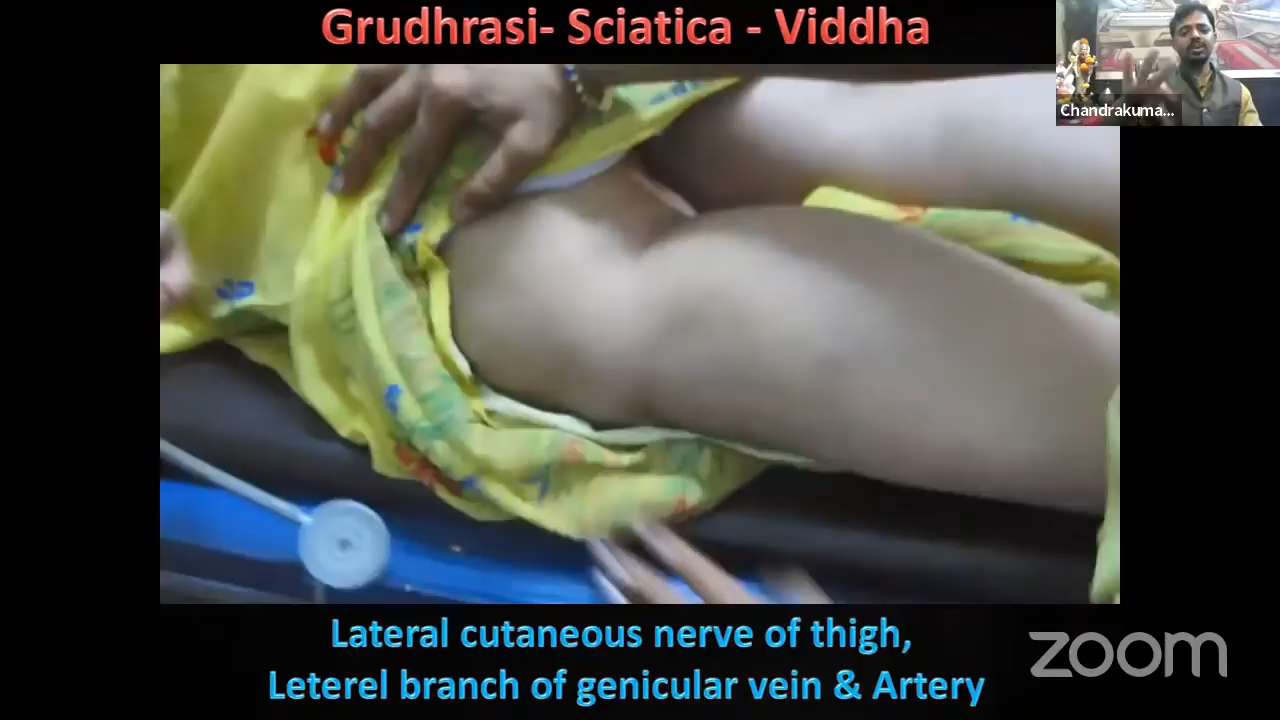 Grudhrasi- Sciatica - Viddha
Chandrakuma...
Lateral cutaneous nerve of thigh,
Leterel branch of genicular vein & Artery
zoom